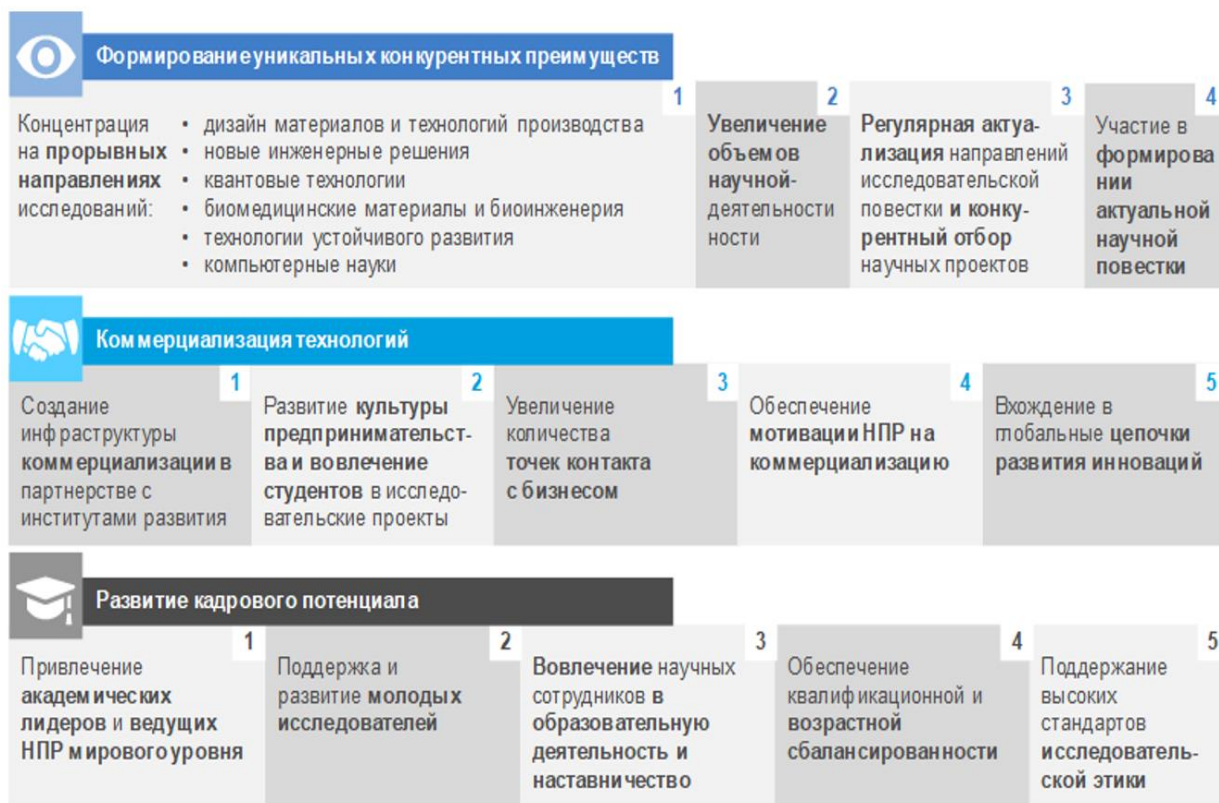 Формирование уникальных конкурентных преимуществ
1
Концентрация
на прорывных
направлениях
исследований:
• дизайн материалов и технологий производства
• новые инженерные решения
• квантовые технологии
• биомедицинские материалы и биоинженерия
• технологии устойчивого развития
• компьютерные науки
2
Увеличение
объемов
научной-
деятельности
ности
3
Регулярная актуа-
лизация направлений
исследовательской
повестки и конку-
рентный отбор
научных проектов
4
Участие в
формирова
нии
актуальной
научной
повестки
Коммерциализация технологий
1
Создание
инфраструктуры
коммерциализации в
партнерстве с
институтами развития
2
Развитие культуры
предпринимательст-
ва и вовлечение
студентов в исследо-
вательские проекты
3
Увеличение
количества
точек контакта
с бизнесом
4
Обеспечение
мотивации НПР на
коммерциализацию
5
Вхождение в
глобальные цепочки
развития инноваций
Развитие кадрового потенциала
1
Привлечение
академических
лидеров и ведущих
НПР мирового уровня
2
Поддержка и
развитие молодых
исследователей
3
Вовлечение научных
сотрудников в
образовательную
деятельность и
наставничество
4
Обеспечение
квалификационной и
возрастной
сбалансированности
5
Поддержание
высоких
стандартов
исследователь-
ской этики